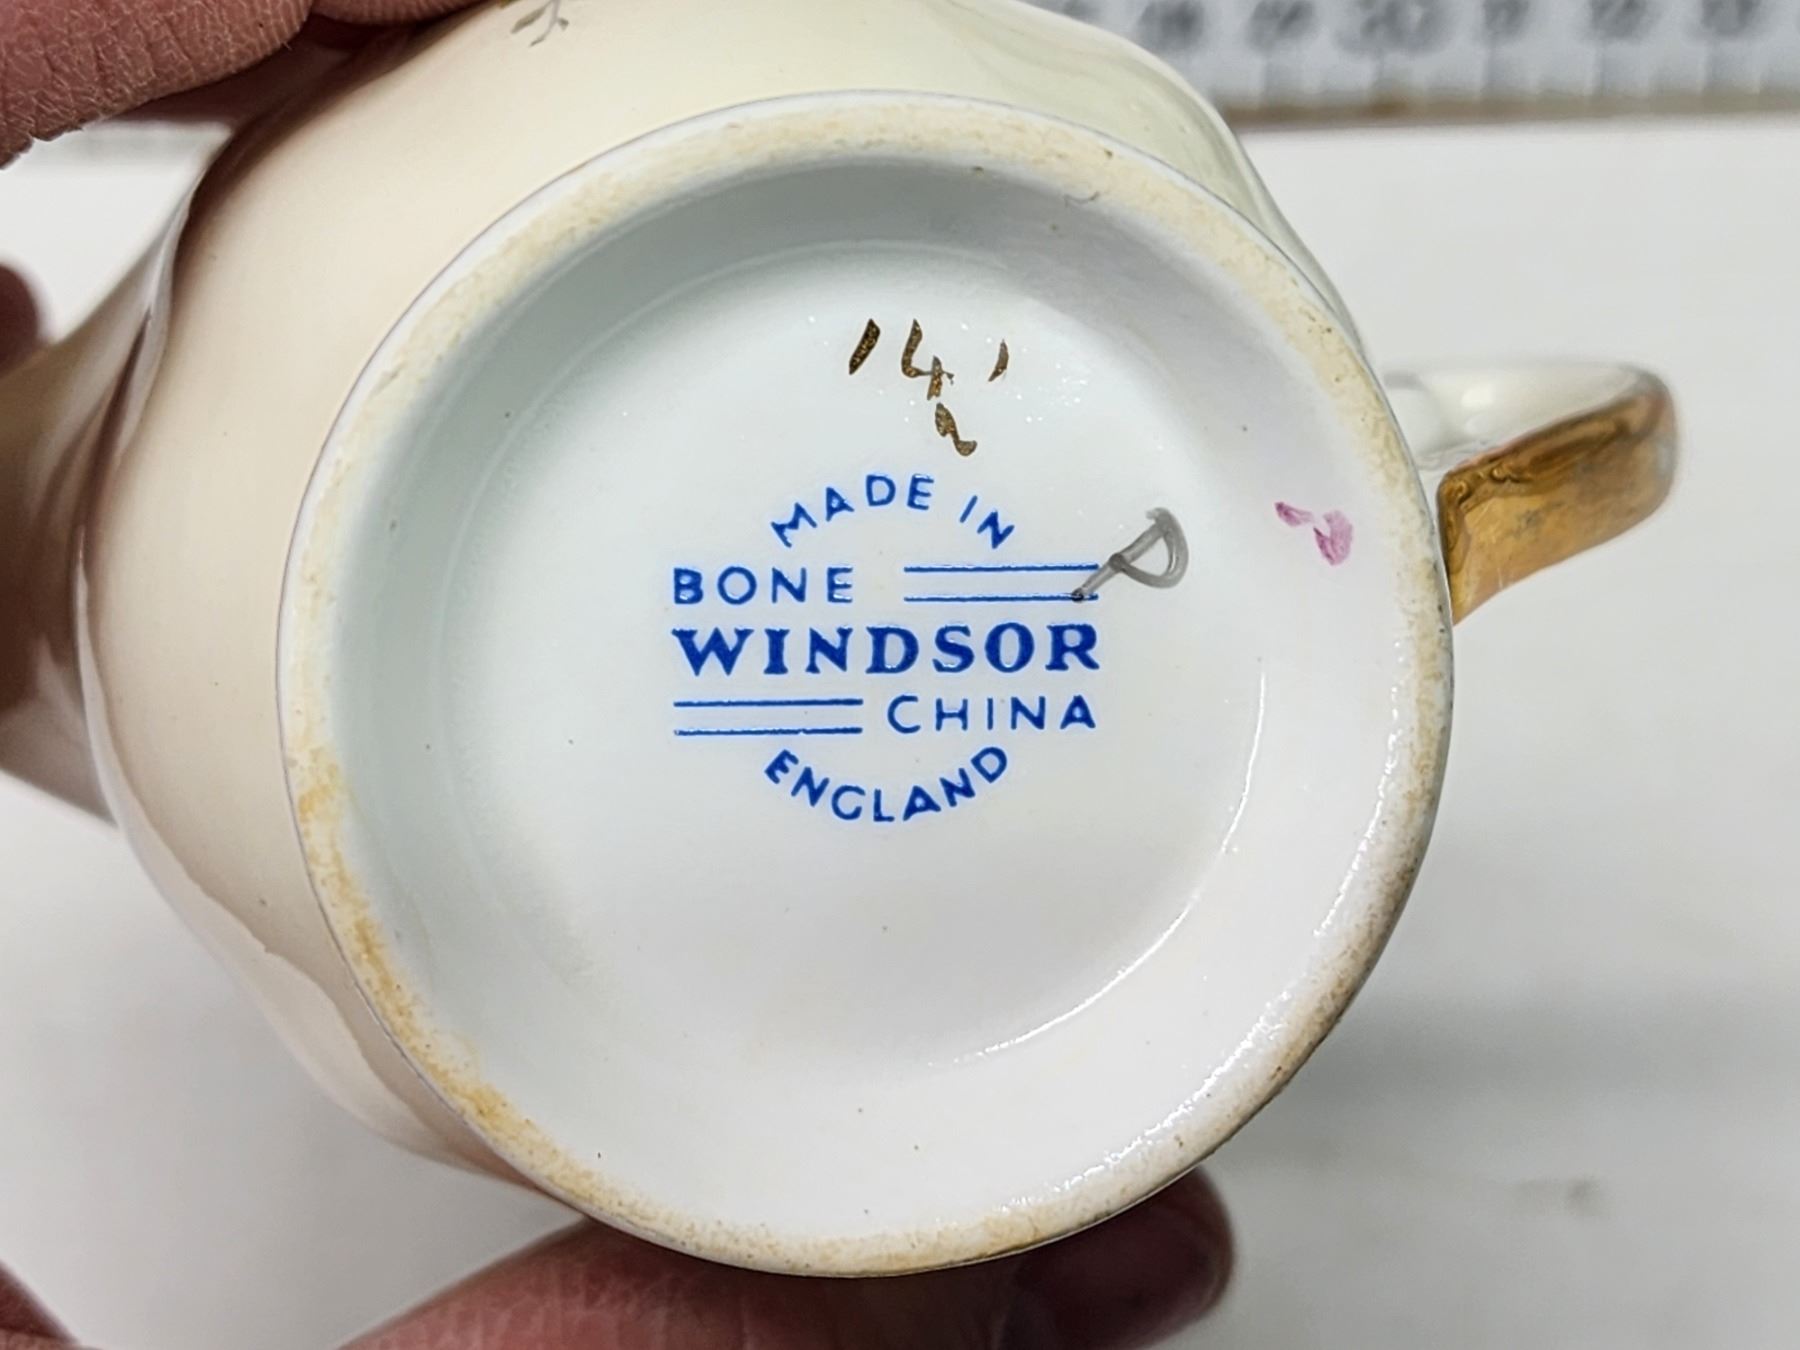 14
MADE IN
BONE
WINDSOR
CHINA
ENGLAND